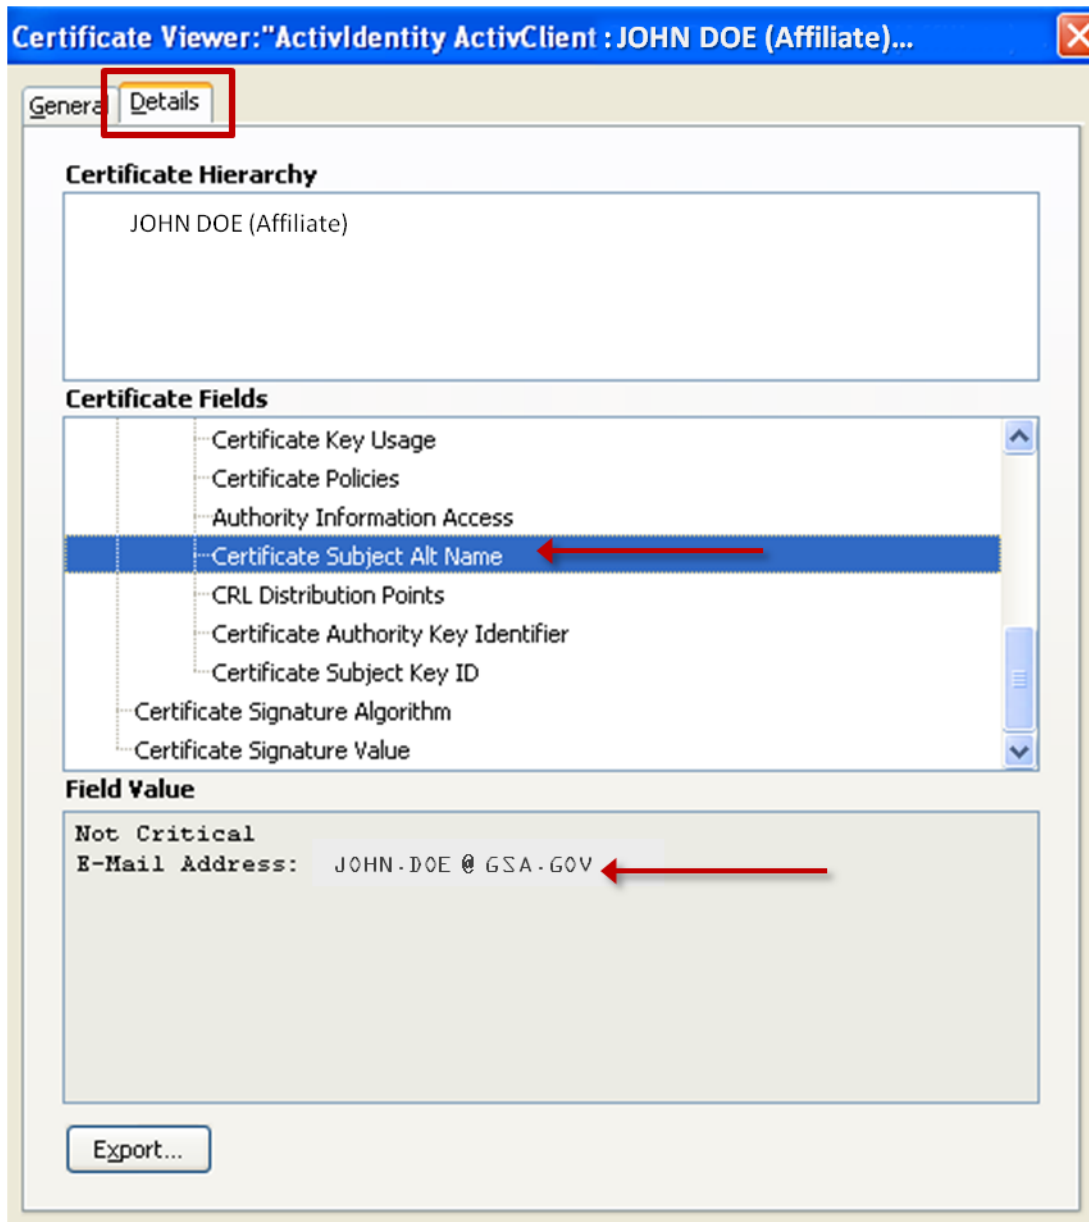 Certificate Viewer:"ActivIdentity ActivClient : JOHN DOE (Affiliate)...
General Details
Certificate Hierarchy
JOHN DOE (Affiliate)
Certificate Fields
Certificate Key Usage
Certificate Policies
Authority Information Access
Certificate Subject Alt Name
CRL Distribution Points
Certificate Authority Key Identifier
Certificate Subject Key ID
Certificate Signature Algorithm
Certificate Signature Value
Field Value
Not Critical
E-Mail Address: JOHN.DOE @ GSA.GOV
Export...